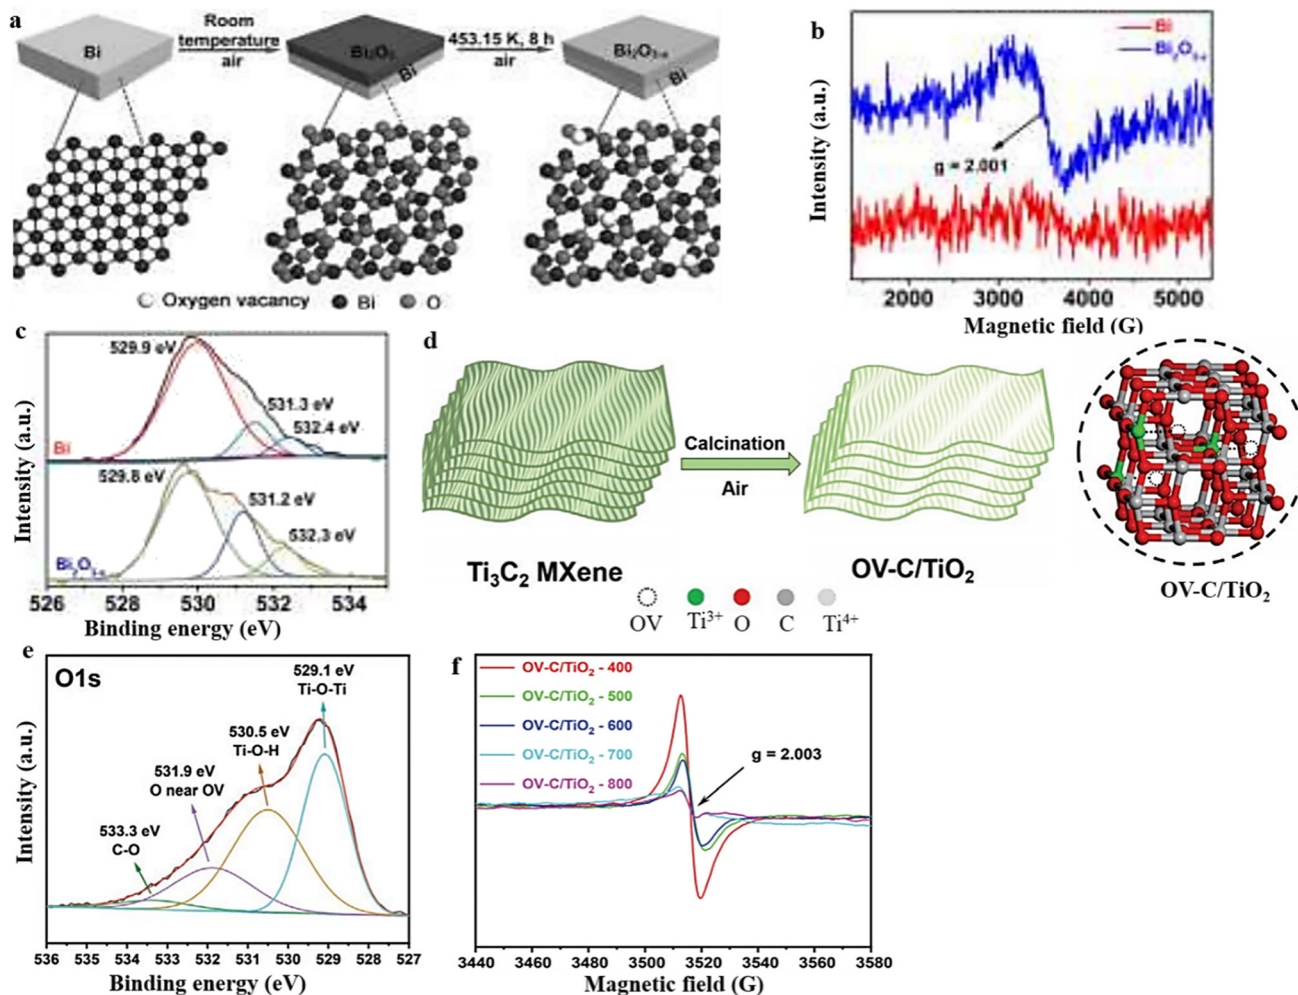 a
Bi
Room
temperature
air
Bi₂O₃
Bi
453.15 K, 8 h
air
Bi₂O₃₋ₓ
Bi
Oxygen vacancy
Bi
O
b
Bi
Bi₂O₃₋ₓ
g = 2.001
Intensity (a.u.)
2000
3000
4000
5000
Magnetic field (G)
c
529.9 eV
531.3 eV
532.4 eV
Bi
529.8 eV
531.2 eV
532.3 eV
Bi₂O₃₋ₓ
Intensity (a.u.)
526
528
530
532
534
Binding energy (eV)
d
Calcination
Air
Ti₃C₂ MXene
OV-C/TiO₂
OV-C/TiO₂
OV
Ti³⁺
O
C
Ti⁴⁺
e
O1s
529.1 eV
Ti-O-Ti
530.5 eV
Ti-O-H
531.9 eV
O near OV
533.3 eV
C-O
Intensity (a.u.)
536
535
534
533
532
531
530
529
528
527
Binding energy (eV)
f
OV-C/TiO₂ - 400
OV-C/TiO₂ - 500
OV-C/TiO₂ - 600
OV-C/TiO₂ - 700
OV-C/TiO₂ - 800
g = 2.003
Intensity (a.u.)
3440
3460
3480
3500
3520
3540
3560
3580
Magnetic field (G)